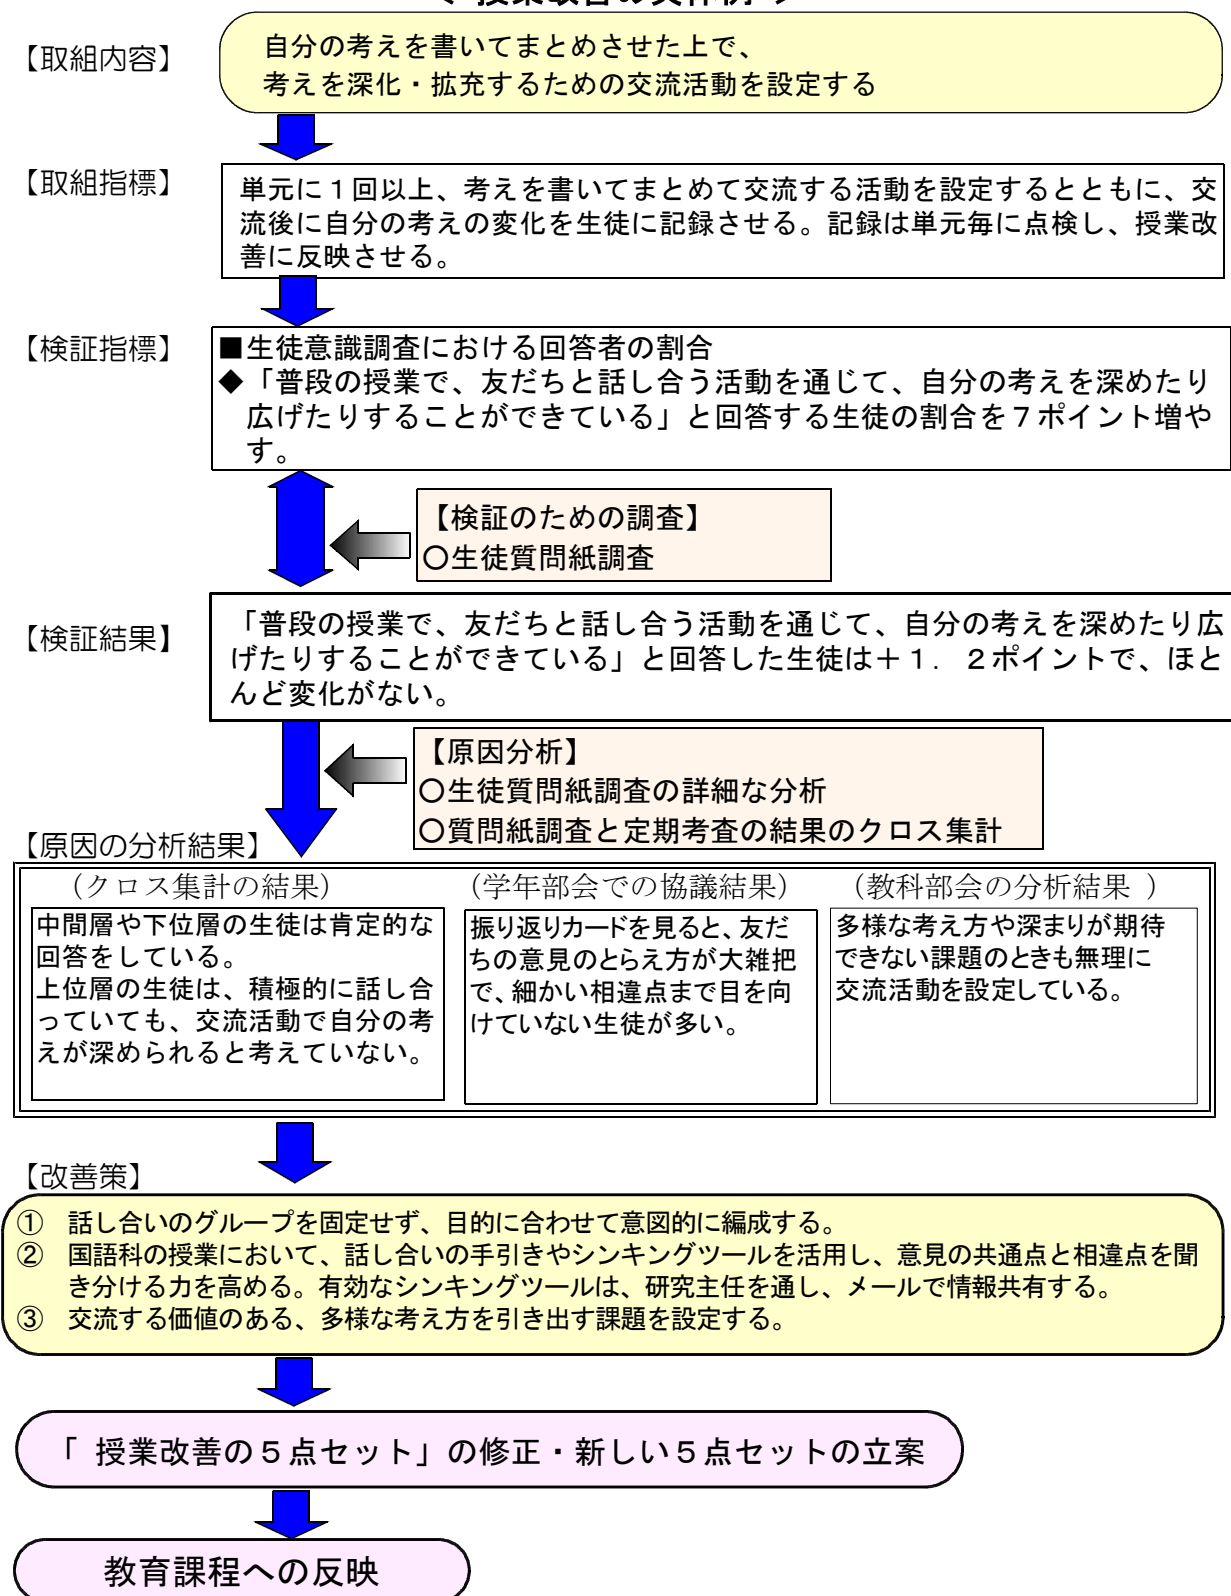 ＜ 授業改善の具体例 ＞
【取組内容】
自分の考えを書いてまとめさせた上で、
考えを深化・拡充するための交流活動を設定する
【取組指標】
単元に１回以上、考えを書いてまとめて交流する活動を設定するとともに、交
流後に自分の考えの変化を生徒に記録させる。記録は単元毎に点検し、授業改
善に反映させる。
【検証指標】
■生徒意識調査における回答者の割合
◆「普段の授業で、友だちと話し合う活動を通じて、自分の考えを深めたり
広げたりすることができている」と回答する生徒の割合を７ポイント増や
す。
【検証のための調査】
○生徒質問紙調査
【検証結果】
「普段の授業で、友だちと話し合う活動を通じて、自分の考えを深めたり広
げたりすることができている」と回答した生徒は＋１．２ポイントで、ほと
んど変化がない。
【原因分析】
○生徒質問紙調査の詳細な分析
○質問紙調査と定期考査の結果のクロス集計
【原因の分析結果】
（クロス集計の結果）
中間層や下位層の生徒は肯定的な
回答をしている。
上位層の生徒は、積極的に話し合
っていても、交流活動で自分の考
えが深められると考えていない。
（学年部会での協議結果）
振り返りカードを見ると、友だ
ちの意見のとらえ方が大雑把
で、細かい相違点まで目を向
けていない生徒が多い。
（教科部会の分析結果 ）
多様な考え方や深まりが期待
できない課題のときも無理に
交流活動を設定している。
【改善策】
① 話し合いのグループを固定せず、目的に合わせて意図的に編成する。
② 国語科の授業において、話し合いの手引きやシンキングツールを活用し、意見の共通点と相違点を聞
き分ける力を高める。有効なシンキングツールは、研究主任を通し、メールで情報共有する。
③ 交流する価値のある、多様な考え方を引き出す課題を設定する。
「 授業改善の５点セット」の修正・新しい５点セットの立案
教育課程への反映